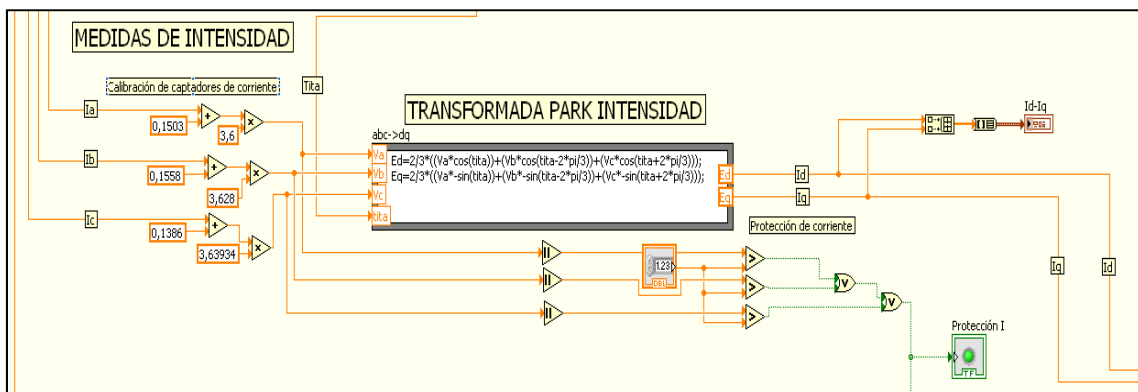 MEDIDAS DE INTENSIDAD
Calibración de captadores de corriente
Tita
Ia
0,1503
+
x
3,6
Ib
0,1558
+
x
3,628
Ic
0,1386
+
x
3,63934
TRANSFORMADA PARK INTENSIDAD
abc->dq
Va
Vb
Vc
tita
Ed=2/3*((Va*cos(tita))+(Vb*cos(tita-2*pi/3))+(Vc*cos(tita+2*pi/3)));
Eq=2/3*((Va*-sin(tita))+(Vb*-sin(tita-2*pi/3))+(Vc*-sin(tita+2*pi/3)));
Ed
Eq
Id
Iq
Id-Iq
Protección de corriente
1.23
DBL
>
>
>
V
V
Iq
Id
Protección I
TF